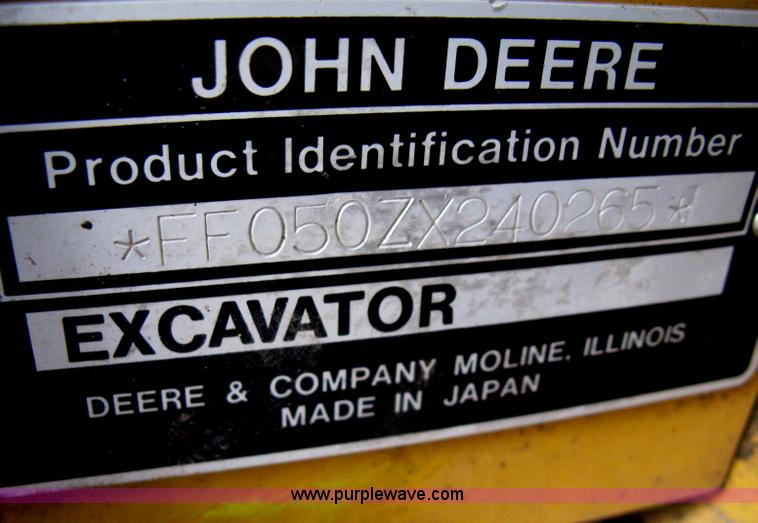 JOHN DEERE
Product Identification Number
*FF050ZX240265*
EXCAVATOR
DEERE & COMPANY MOLINE, ILLINOIS
MADE IN JAPAN
www.purplewave.com